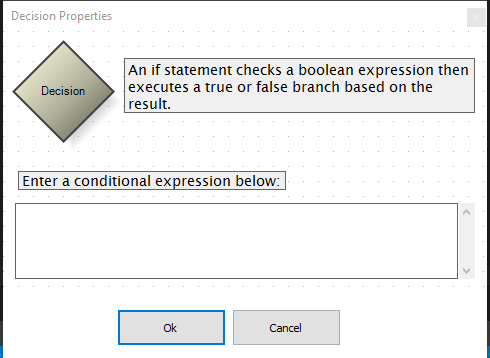 Decision Properties
Decision
An if statement checks a boolean expression then
executes a true or false branch based on the
result.
Enter a conditional expression below:
Ok
Cancel